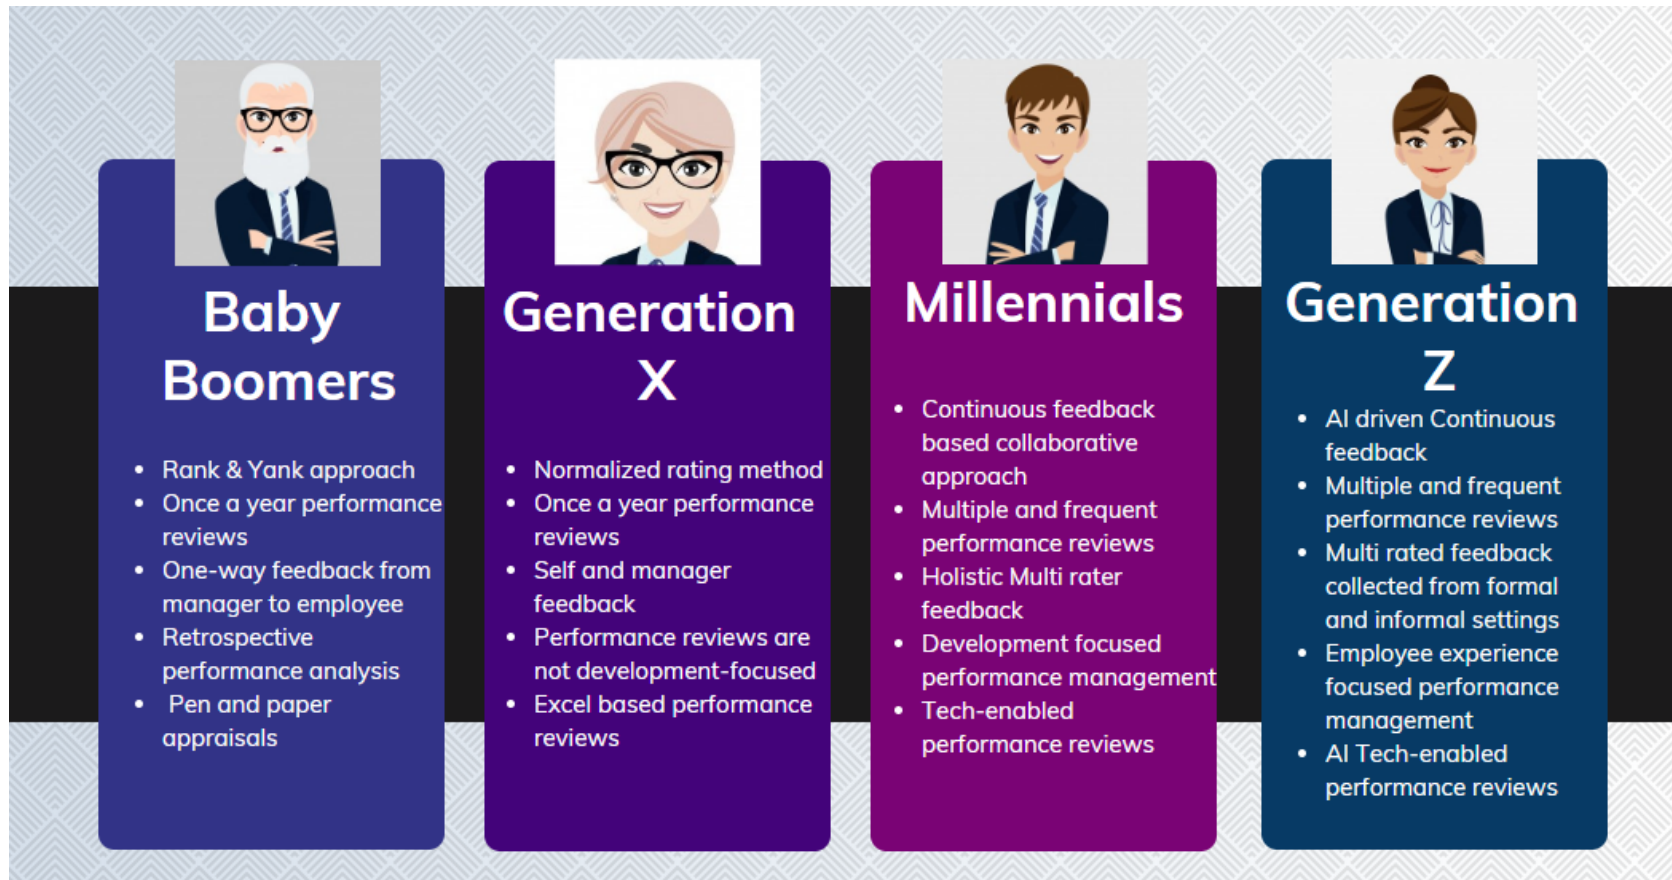 Baby
Boomers
• Rank & Yank approach
• Once a year performance
reviews
• One-way feedback from
manager to employee
• Retrospective
performance analysis
• Pen and paper
appraisals
Generation
X
• Normalized rating method
• Once a year performance
reviews
• Self and manager
feedback
• Performance reviews are
not development-focused
• Excel based performance
reviews
Millennials
• Continuous feedback
based collaborative
approach
• Multiple and frequent
performance reviews
• Holistic Multi rater
feedback
• Development focused
performance management
• Tech-enabled
performance reviews
Generation
Z
• AI driven Continuous
feedback
• Multiple and frequent
performance reviews
• Multi rated feedback
collected from formal
and informal settings
• Employee experience
focused performance
management
• AI Tech-enabled
performance reviews